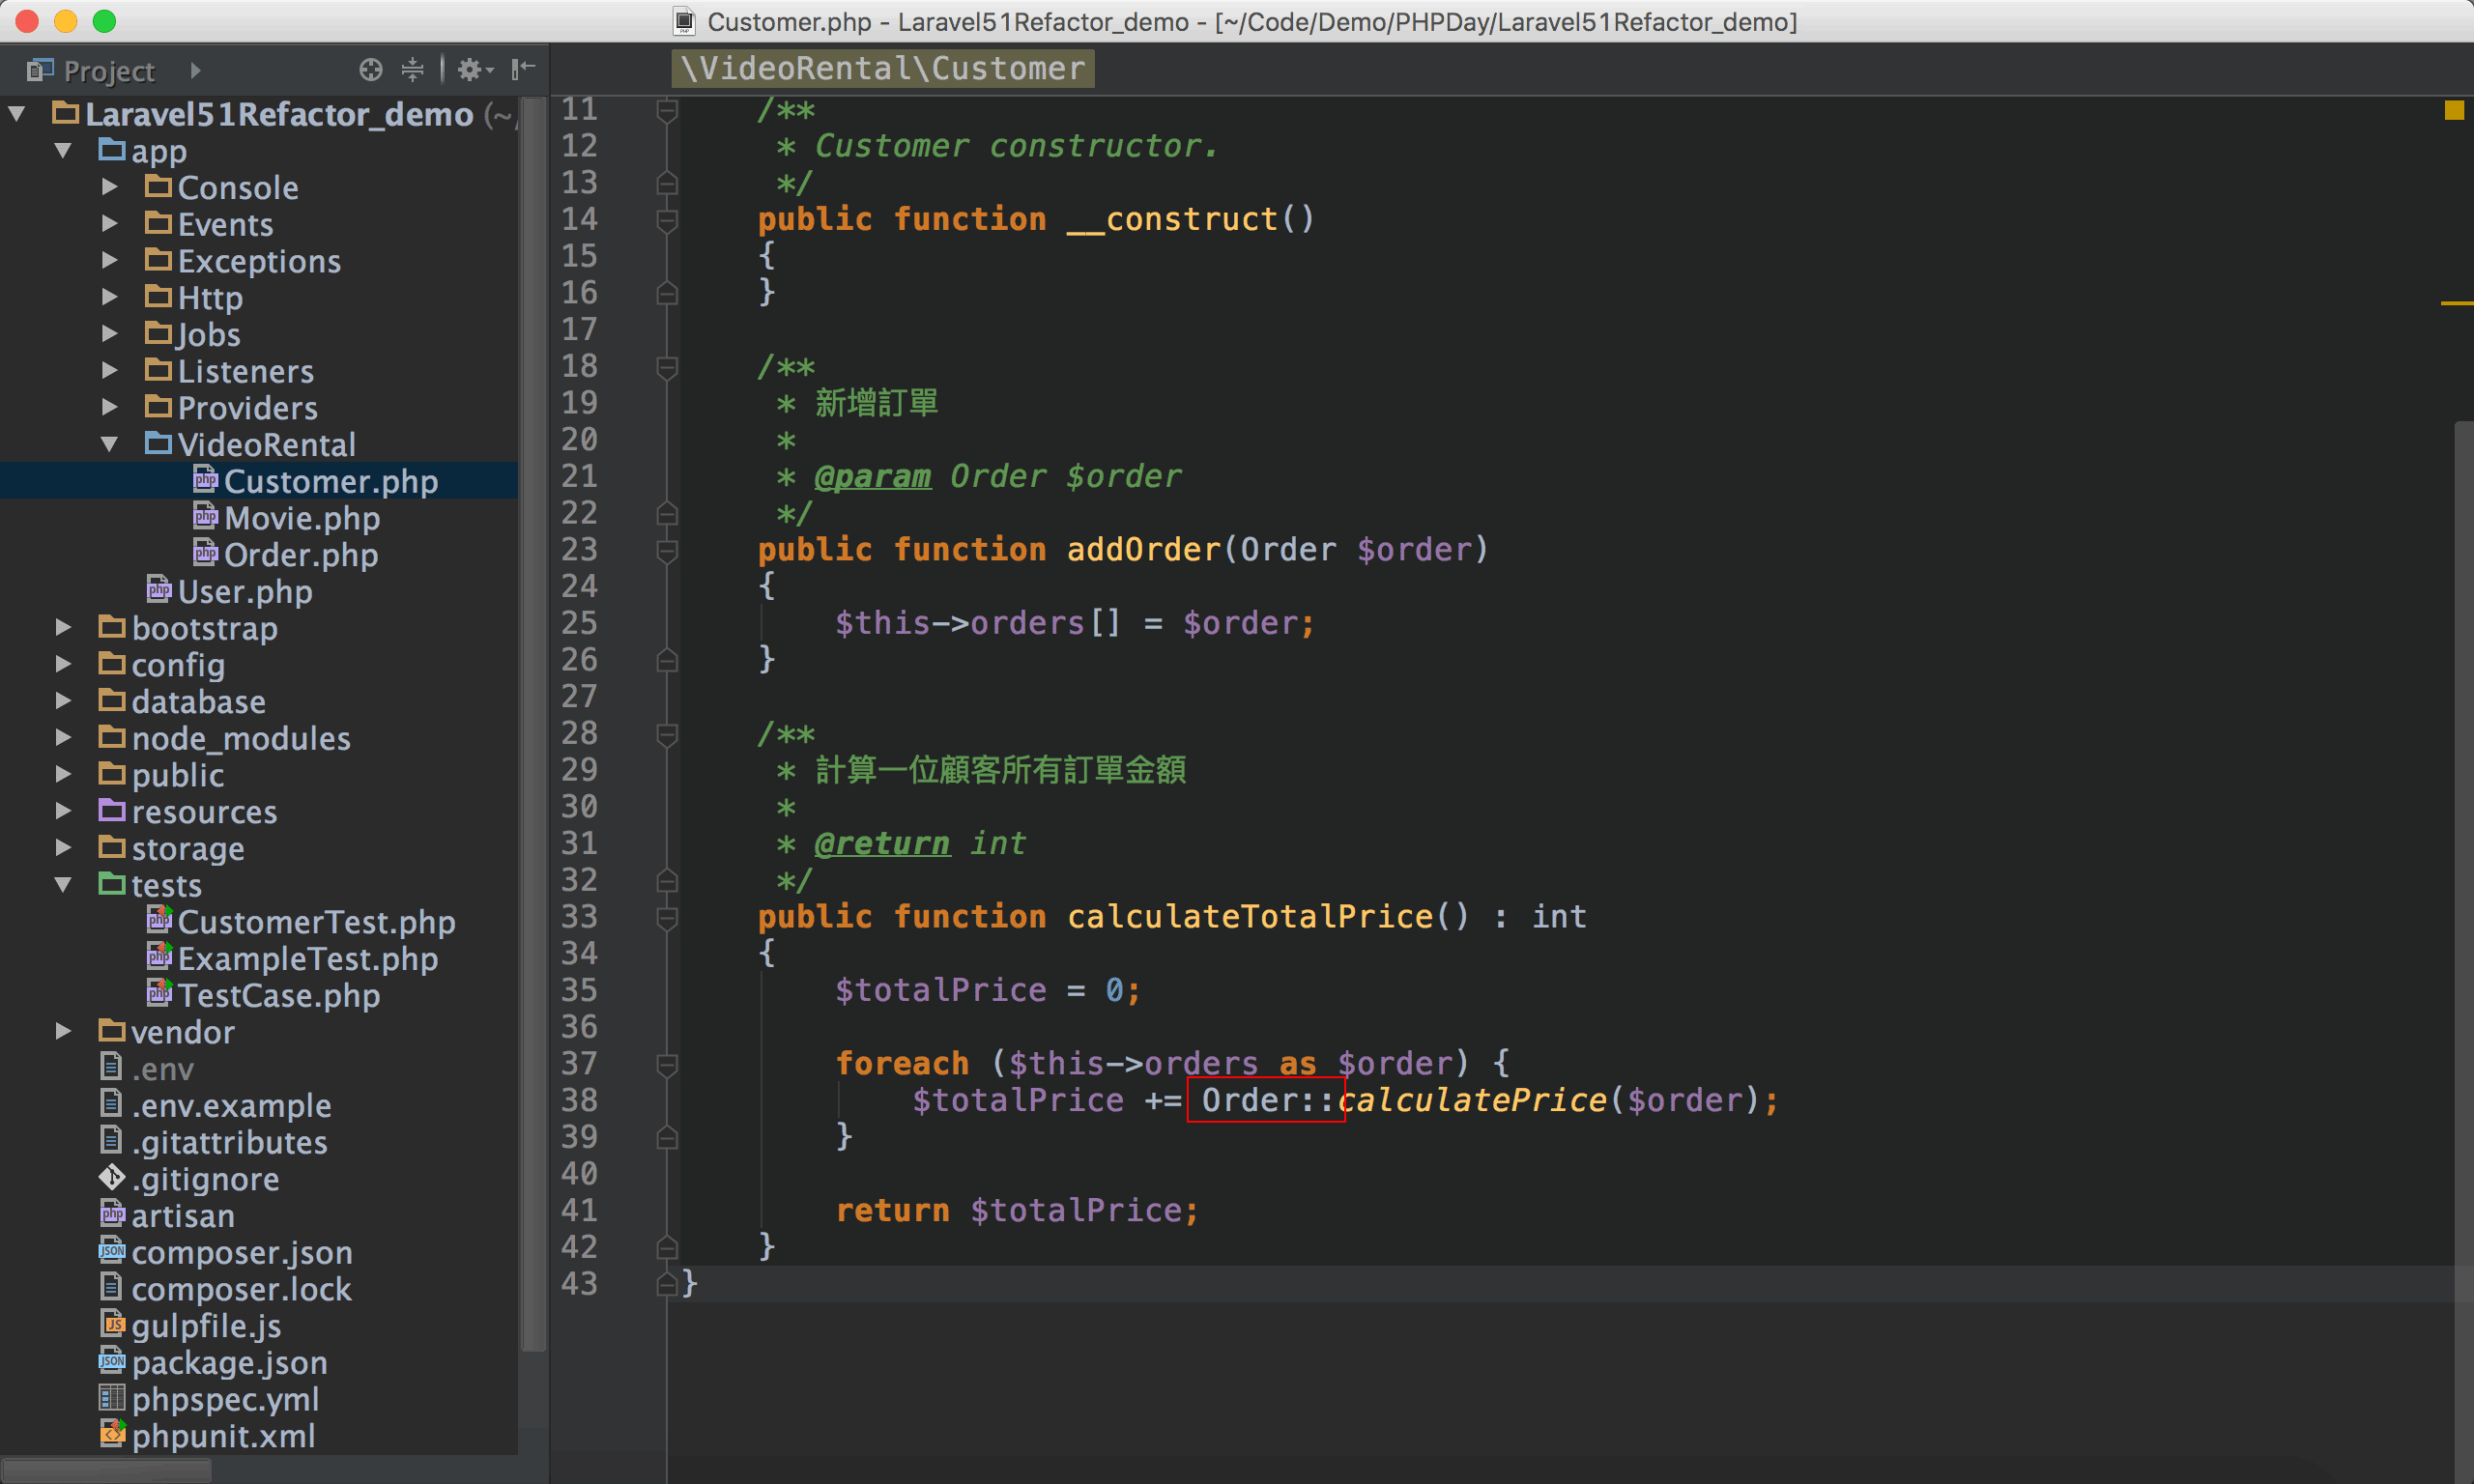 Customer.php - Laravel51Refactor_demo - [~/Code/Demo/PHPDay/Laravel51Refactor_demo]
Project
Laravel51Refactor_demo (~
app
Console
Events
Exceptions
Http
Jobs
Listeners
Providers
VideoRental
Customer.php
Movie.php
Order.php
User.php
bootstrap
config
database
node_modules
public
resources
storage
tests
CustomerTest.php
ExampleTest.php
TestCase.php
vendor
.env
.env.example
.gitattributes
.gitignore
artisan
composer.json
composer.lock
gulpfile.js
package.json
phpspec.yml
phpunit.xml
\VideoRental\Customer
11 /**
12 * Customer constructor.
13 */
14 public function __construct()
15 {
16 }
17
18 /**
19 * 新增訂單
20 *
21 * @param Order $order
22 */
23 public function addOrder(Order $order)
24 {
25 $this->orders[] = $order;
26 }
27
28 /**
29 * 計算一位顧客所有訂單金額
30 *
31 * @return int
32 */
33 public function calculateTotalPrice() : int
34 {
35 $totalPrice = 0;
36
37 foreach ($this->orders as $order) {
38 $totalPrice += Order::calculatePrice($order);
39 }
40
41 return $totalPrice;
42 }
43 }